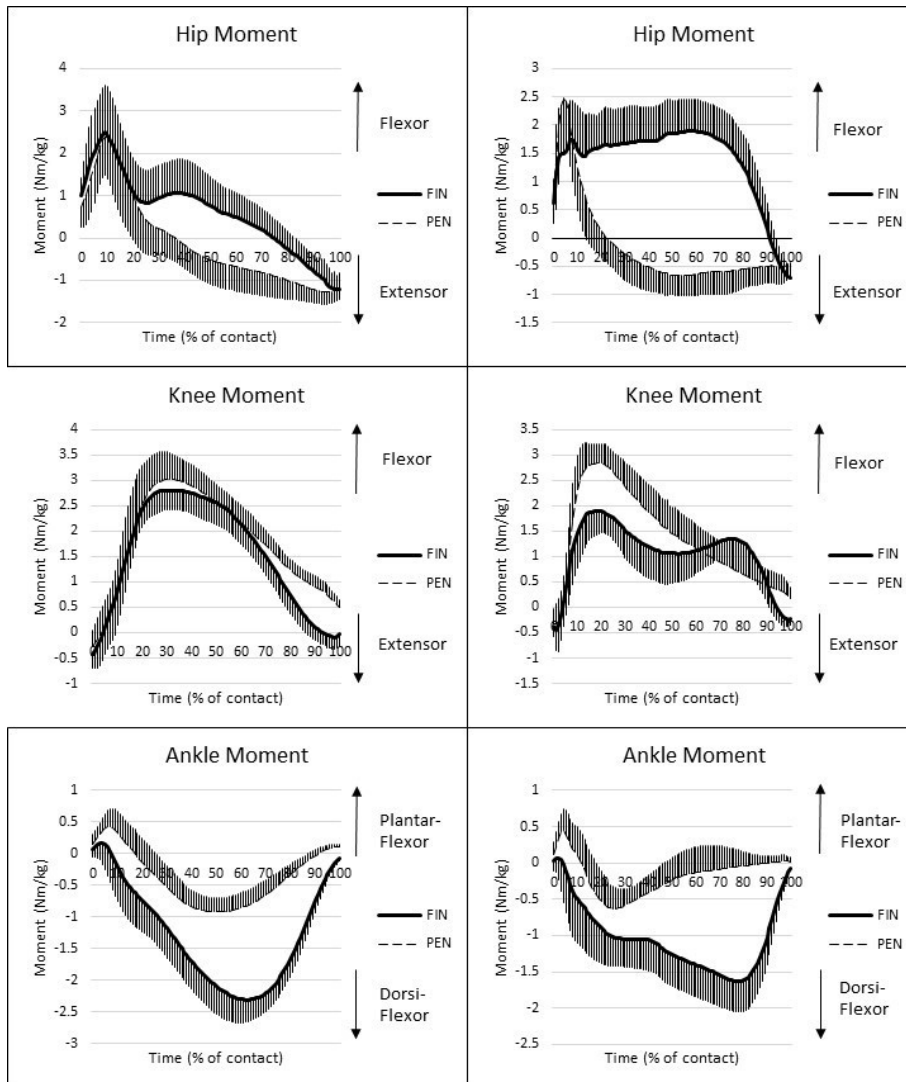 Hip Moment
4
3
2
1
0
-1
-2
0 10 20 30 40 50 60 70 80 90 100
Moment (Nm/kg)
Time (% of contact)
Flexor
FIN
PEN
Extensor
Hip Moment
3
2.5
2
1.5
1
0.5
0
-0.5
-1
-1.5
0 10 20 30 40 50 60 70 80 90 100
Moment (Nm/kg)
Time (% of contact)
Flexor
FIN
PEN
Extensor
Knee Moment
4
3.5
3
2.5
2
1.5
1
0.5
0
-0.5
-1
0 10 20 30 40 50 60 70 80 90 100
Moment (Nm/kg)
Time (% of contact)
Flexor
FIN
PEN
Extensor
Knee Moment
3.5
3
2.5
2
1.5
1
0.5
0
-0.5
-1
-1.5
0 10 20 30 40 50 60 70 80 90 100
Moment (Nm/kg)
Time (% of contact)
Flexor
FIN
PEN
Extensor
Ankle Moment
1
0.5
0
-0.5
-1
-1.5
-2
-2.5
-3
0 10 20 30 40 50 60 70 80 90 100
Moment (Nm/kg)
Time (% of contact)
Plantar-
Flexor
FIN
PEN
Dorsi-
Flexor
Ankle Moment
1
0.5
0
-0.5
-1
-1.5
-2
-2.5
0 10 20 30 40 50 60 70 80 90 100
Moment (Nm/kg)
Time (% of contact)
Plantar-
Flexor
FIN
PEN
Dorsi-
Flexor